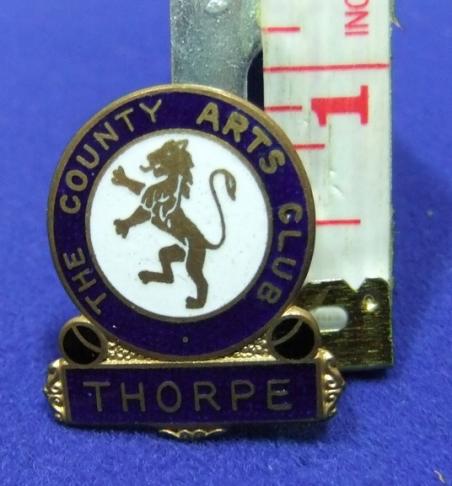 THE COUNTY ARTS CLUB
THORPE
1
INC